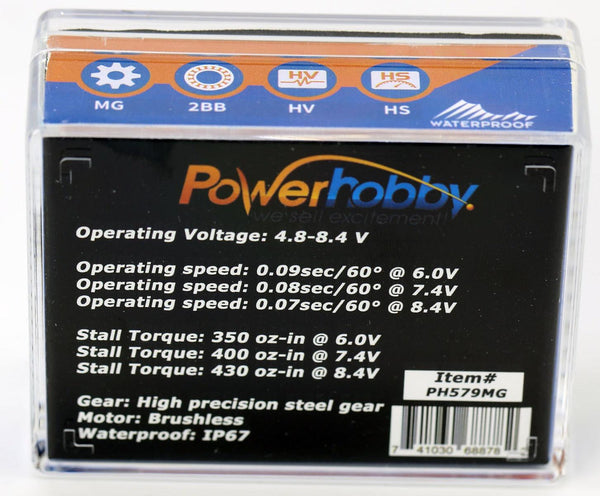 HV HS
MG 2BB HV HS
WATERPROOF
Powerhobby.
we sell excitement!
Operating Voltage: 4.8-8.4 V
Operating speed: 0.09sec/60° @ 6.0V
Operating speed: 0.08sec/60° @ 7.4V
Operating speed: 0.07sec/60° @ 8.4V
Stall Torque: 350 oz-in @ 6.0V
Stall Torque: 400 oz-in @ 7.4V
Stall Torque: 430 oz-in @ 8.4V
Item#
PH579MG
Gear: High precision steel gear
Motor: Brushless
Waterproof: IP67
7 41030 68878